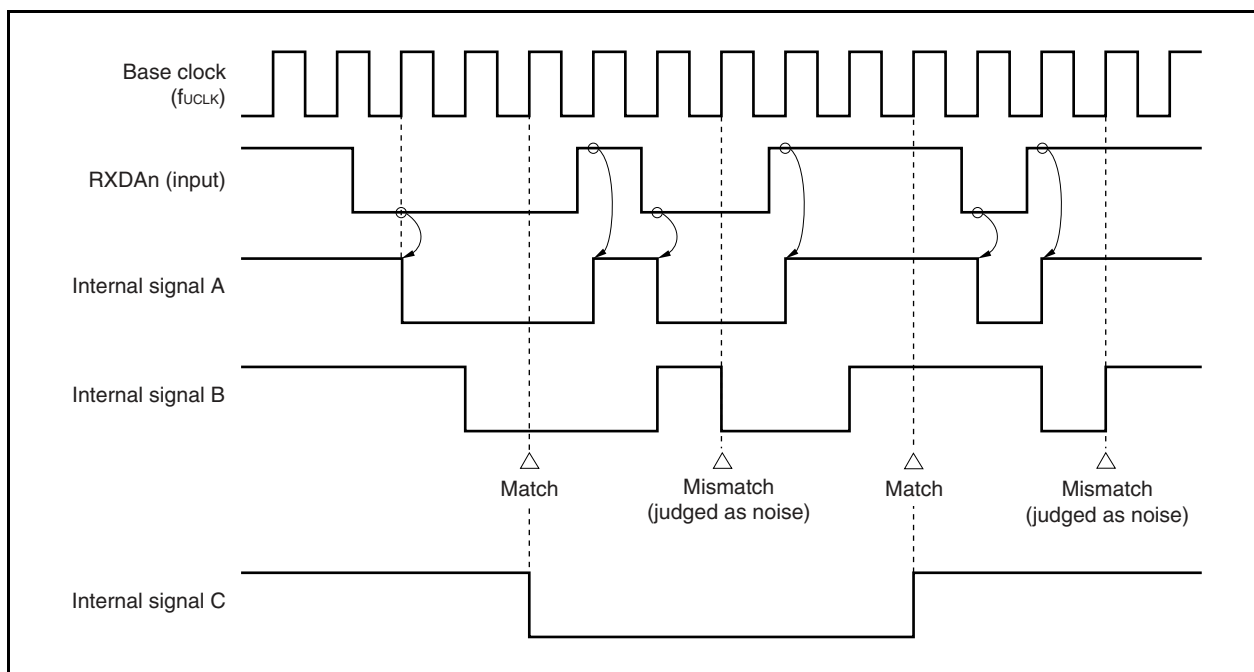 Base clock
(fUCLK)
RXDAn (input)
Internal signal A
Internal signal B
Match
Mismatch
(judged as noise)
Match
Mismatch
(judged as noise)
Internal signal C